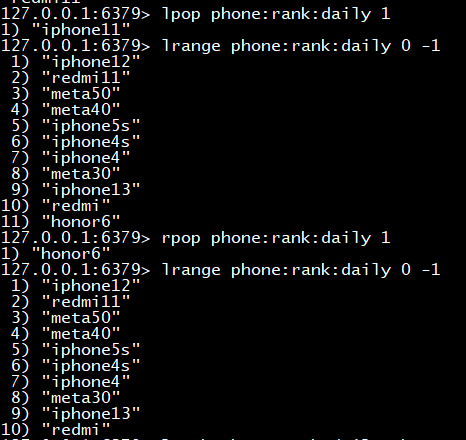 127.0.0.1:6379> lpop phone:rank:daily 1
1) "iphone11"
127.0.0.1:6379> lrange phone:rank:daily 0 -1
 1) "iphone12"
 2) "redmi11"
 3) "meta50"
 4) "meta40"
 5) "iphone5s"
 6) "iphone4s"
 7) "iphone4"
 8) "meta30"
 9) "iphone13"
10) "redmi"
11) "honor6"
127.0.0.1:6379> rpop phone:rank:daily 1
1) "honor6"
127.0.0.1:6379> lrange phone:rank:daily 0 -1
 1) "iphone12"
 2) "redmi11"
 3) "meta50"
 4) "meta40"
 5) "iphone5s"
 6) "iphone4s"
 7) "iphone4"
 8) "meta30"
 9) "iphone13"
10) "redmi"